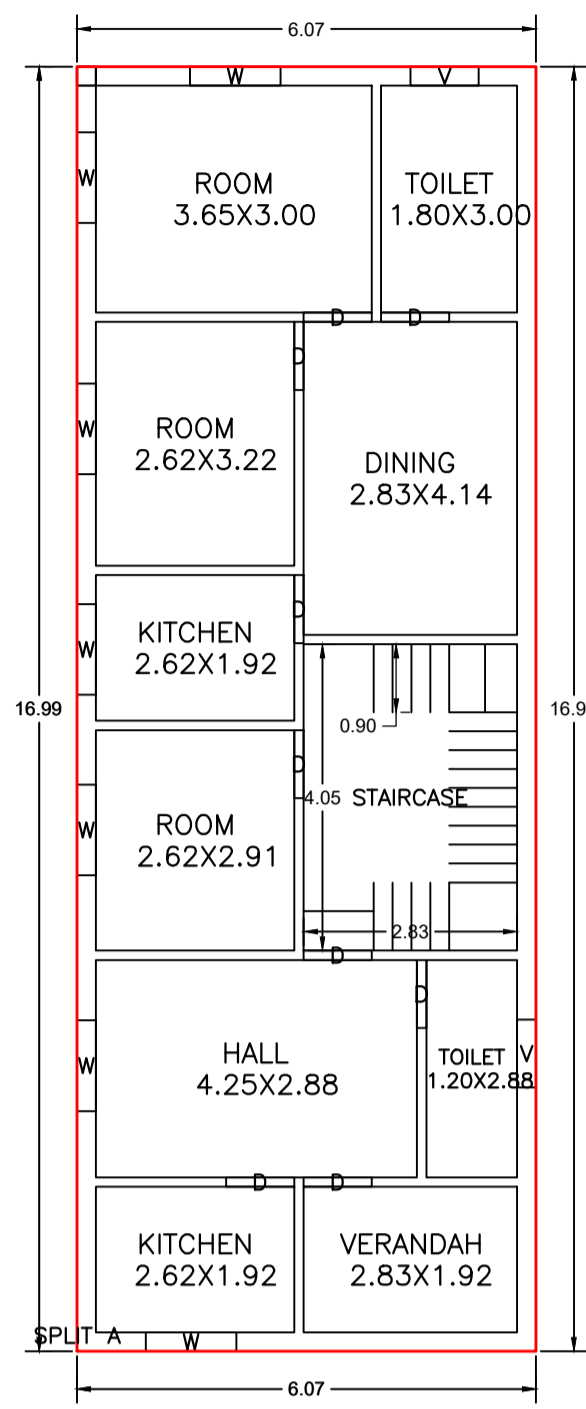 6.07
W
V
W
ROOM
3.65X3.00
TOILET
1.80X3.00
D
D
D
W
ROOM
2.62X3.22
DINING
2.83X4.14
D
W
KITCHEN
2.62X1.92
16.99
16.9
0.90
D
4.05
STAIRCASE
W
ROOM
2.62X2.91
2.83
D
D
W
HALL
4.25X2.88
TOILET
1.20X2.88
V
D
D
KITCHEN
2.62X1.92
VERANDAH
2.83X1.92
SPLIT A
W
6.07